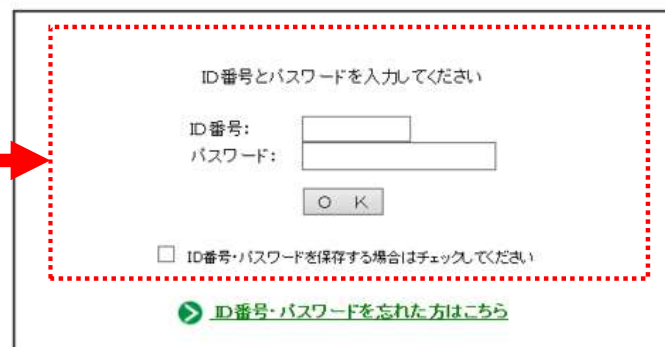 ID番号とパスワードを入力してください
ID番号:
パスワード:
OK
ID番号・パスワードを保存する場合はチェックしてください
ID番号・パスワードを忘れた方はこちら